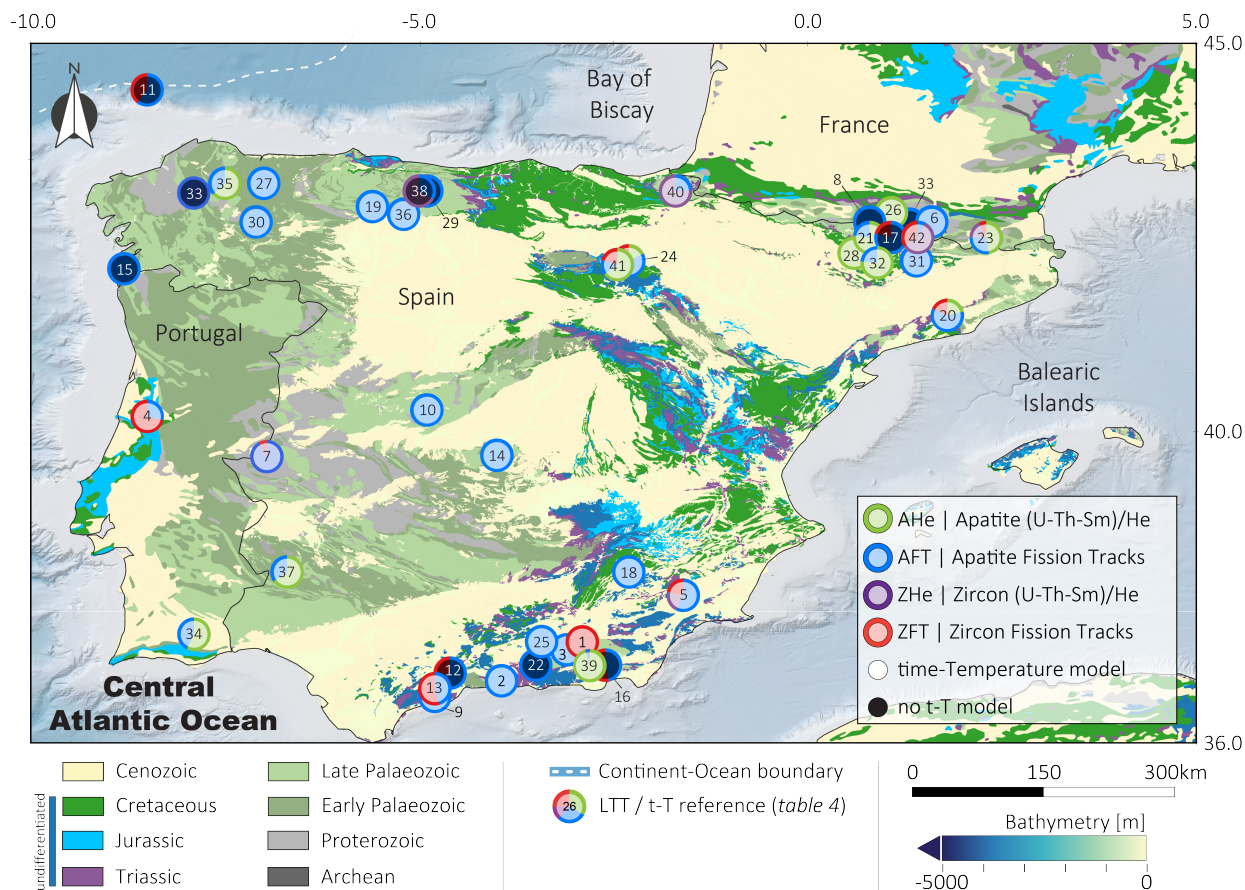 -10.0
-5.0
0.0
5.0
45.0
N
11
Bay of
Biscay
France
33
35
27
38
40
8
33
26
19
36
29
30
6
21
17
42
23
15
28
32
31
41
24
Spain
Portugal
20
Balearic
Islands
10
4
40.0
7
14
37
18
5
34
25
1
3
22
39
16
12
2
13
9
Central
Atlantic Ocean
AHe | Apatite (U-Th-Sm)/He
AFT | Apatite Fission Tracks
ZHe | Zircon (U-Th-Sm)/He
ZFT | Zircon Fission Tracks
time-Temperature model
no t-T model
36.0
undifferentiated
Cenozoic
Cretaceous
Jurassic
Triassic
Late Palaeozoic
Early Palaeozoic
Proterozoic
Archean
Continent-Ocean boundary
26
LTT / t-T reference (table 4)
0
150
300km
Bathymetry [m]
-5000
0